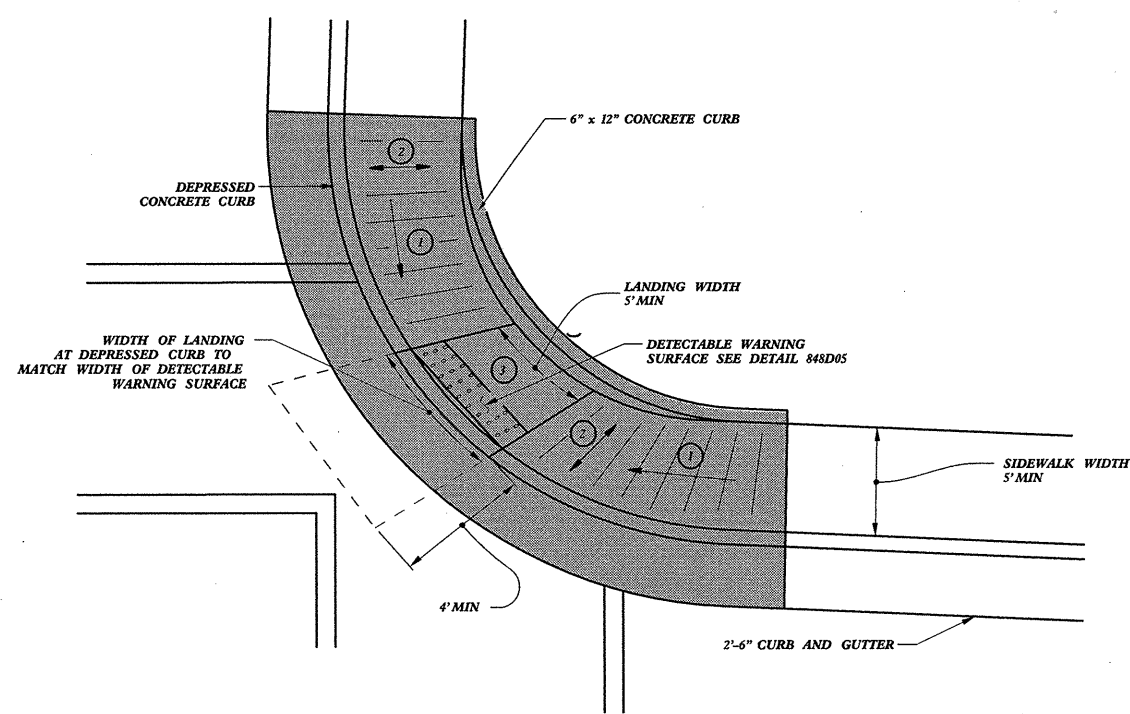 6" x 12" CONCRETE CURB
2
DEPRESSED
CONCRETE CURB
1
LANDING WIDTH
5' MIN
WIDTH OF LANDING
AT DEPRESSED CURB TO
MATCH WIDTH OF DETECTABLE
WARNING SURFACE
DETECTABLE WARNING
SURFACE SEE DETAIL 848D05
3
2
1
SIDEWALK WIDTH
5' MIN
4' MIN
2'-6" CURB AND GUTTER